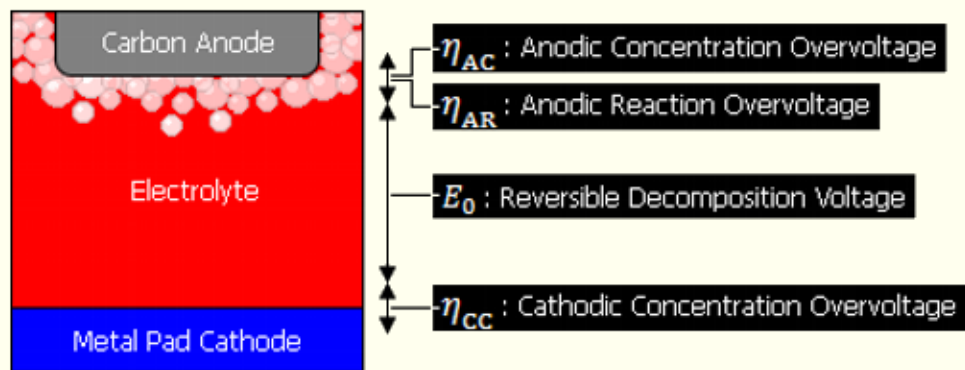 Carbon Anode
η_AC : Anodic Concentration Overvoltage
η_AR : Anodic Reaction Overvoltage
Electrolyte
E_0 : Reversible Decomposition Voltage
η_CC : Cathodic Concentration Overvoltage
Metal Pad Cathode